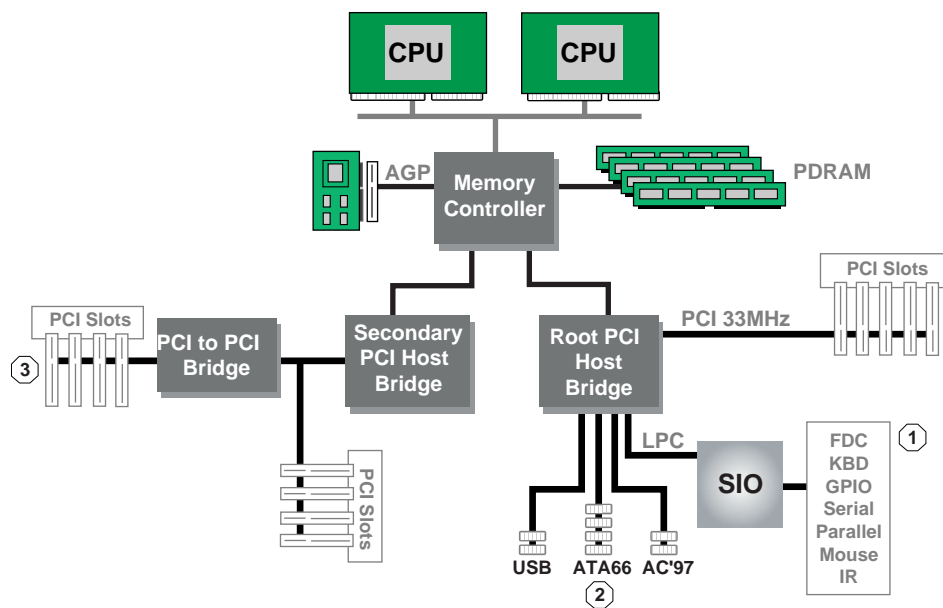 CPU
CPU
AGP
Memory
Controller
PDRAM
PCI Slots
PCI Slots
PCI to PCI
Bridge
Secondary
PCI Host
Bridge
Root PCI
Host
Bridge
PCI 33MHz
3
PCI Slots
LPC
SIO
1
FDC
KBD
GPIO
Serial
Parallel
Mouse
IR
USB
ATA66
AC'97
2